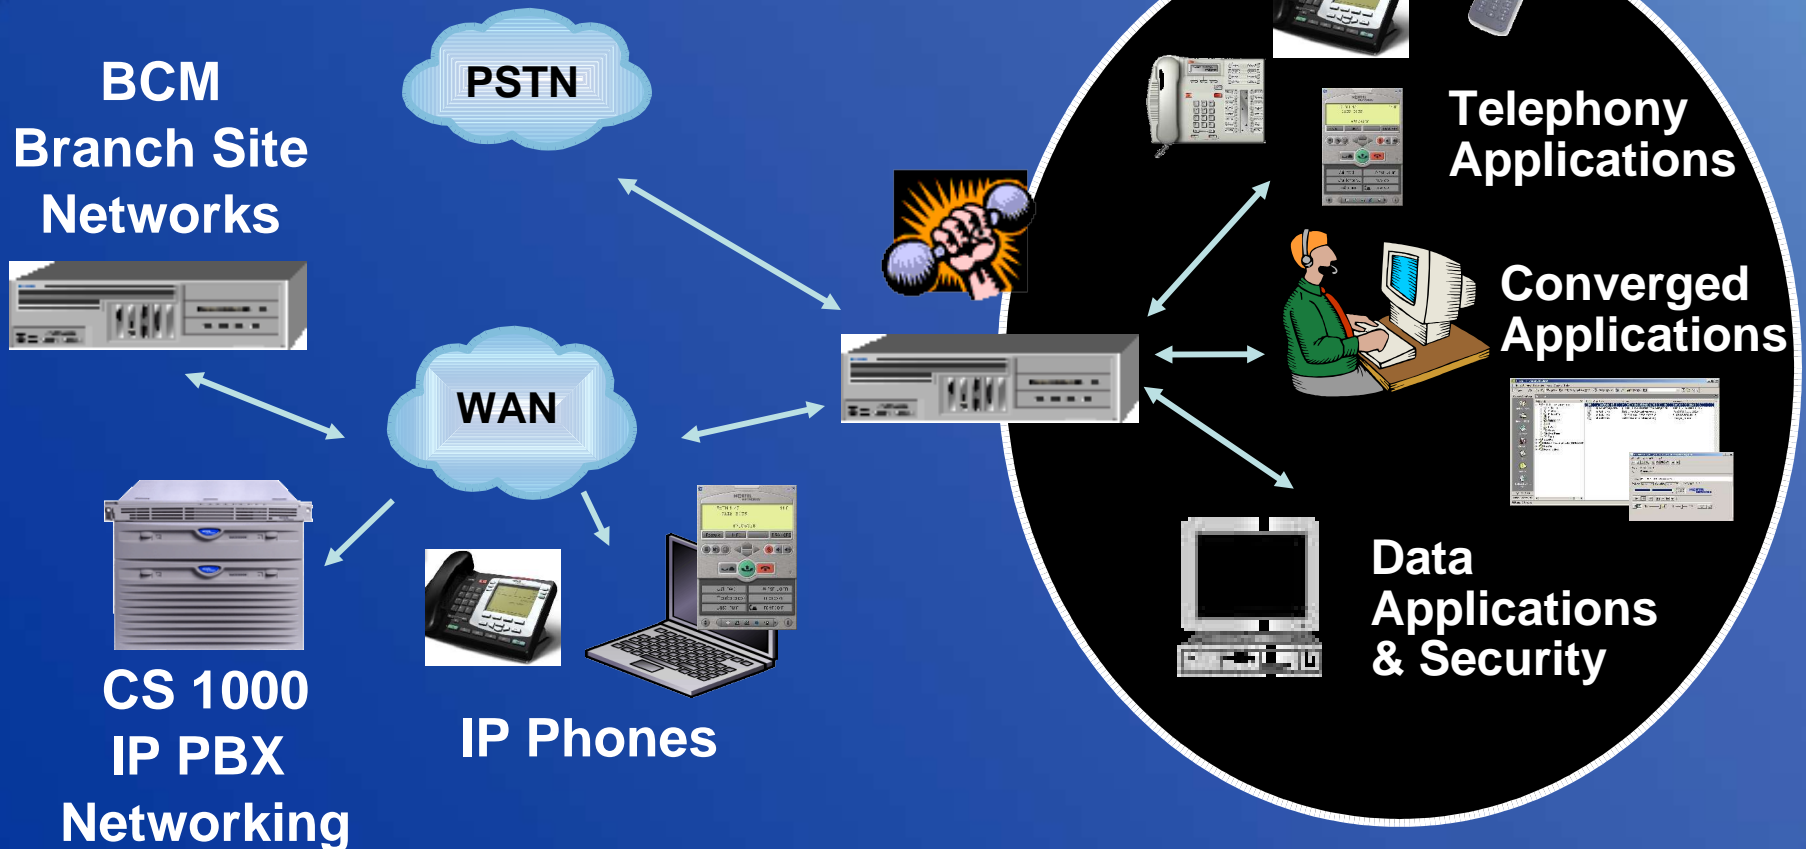 BCM
Branch Site
Networks
PSTN
Telephony
Applications
Converged
Applications
WAN
Data
Applications
& Security
CS 1000
IP PBX
Networking
IP Phones